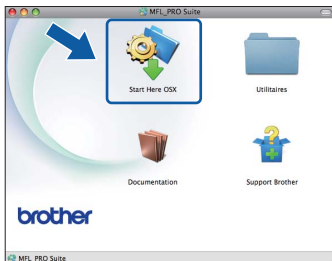 MFL_PRO Suite
Start Here OSX
Utilitaires
Documentation
Support Brother
brother
MFL_PRO Suite